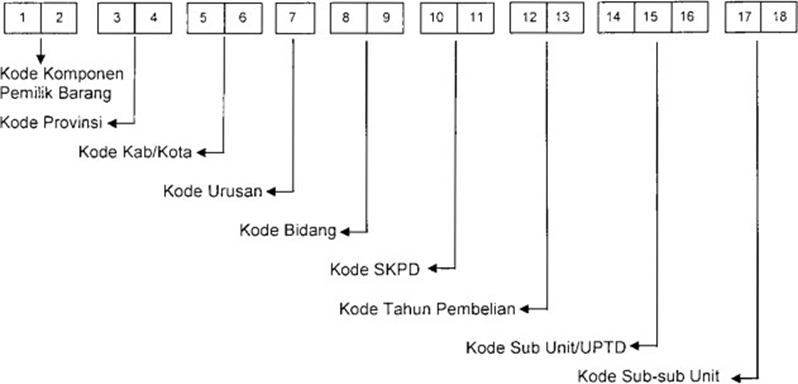 1 2 3 4 5 6 7 8 9 10 11 12 13 14 15 16 17 18
Kode Komponen
Pemilik Barang
Kode Provinsi
Kode Kab/Kota
Kode Urusan
Kode Bidang
Kode SKPD
Kode Tahun Pembelian
Kode Sub Unit/UPTD
Kode Sub-sub Unit